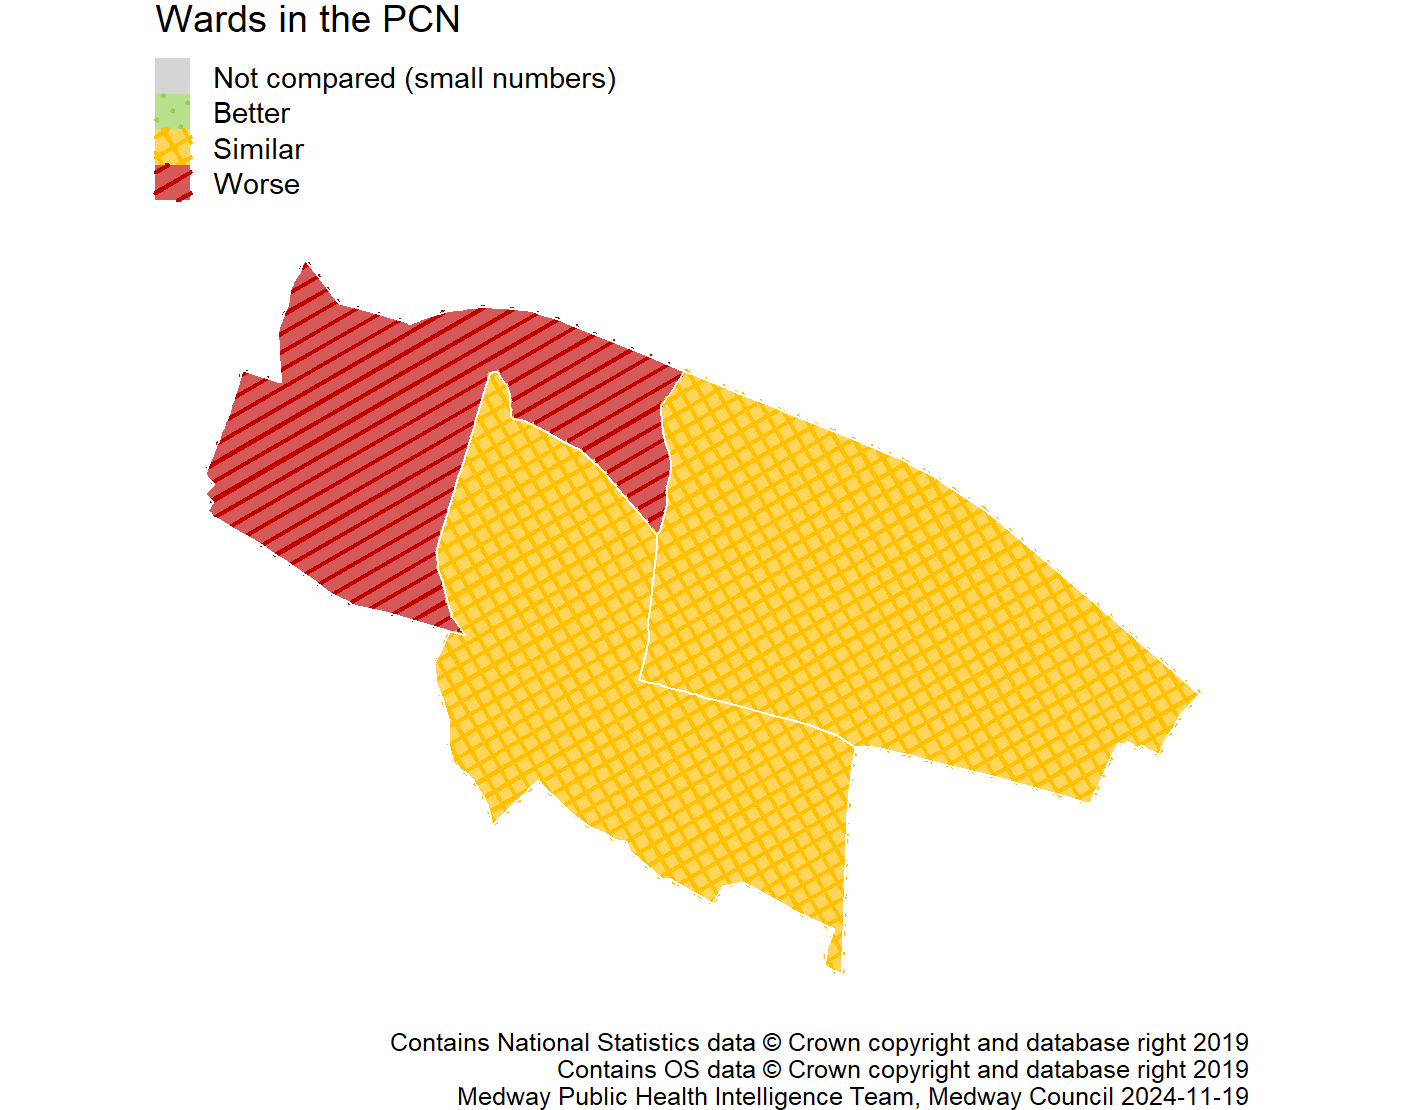 Wards in the PCN
Not compared (small numbers)
Better
Similar
Worse
Contains National Statistics data © Crown copyright and database right 2019
Contains OS data © Crown copyright and database right 2019
Medway Public Health Intelligence Team, Medway Council 2024-11-19